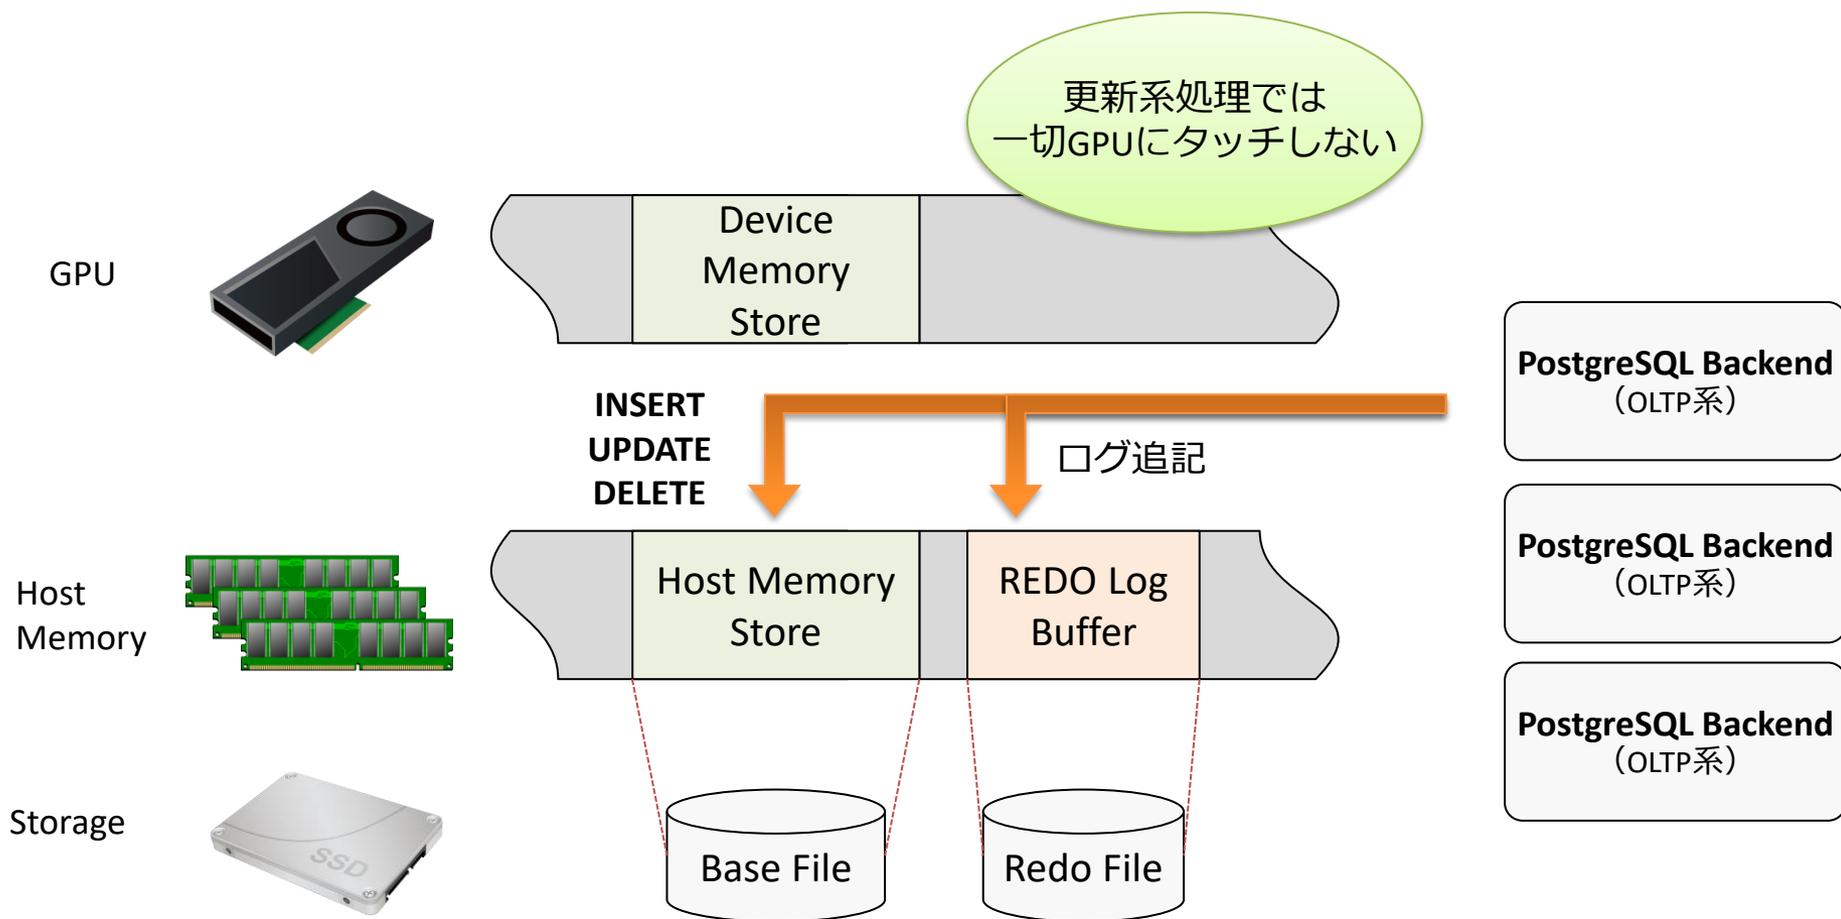 更新系処理では
一切GPUにタッチしない
GPU
Device
Memory
Store
PostgreSQL Backend
（OLTP系）
INSERT
UPDATE
DELETE
ログ追記
PostgreSQL Backend
（OLTP系）
Host
Memory
Host Memory
Store
REDO Log
Buffer
PostgreSQL Backend
（OLTP系）
Storage
SSD
Base File
Redo File